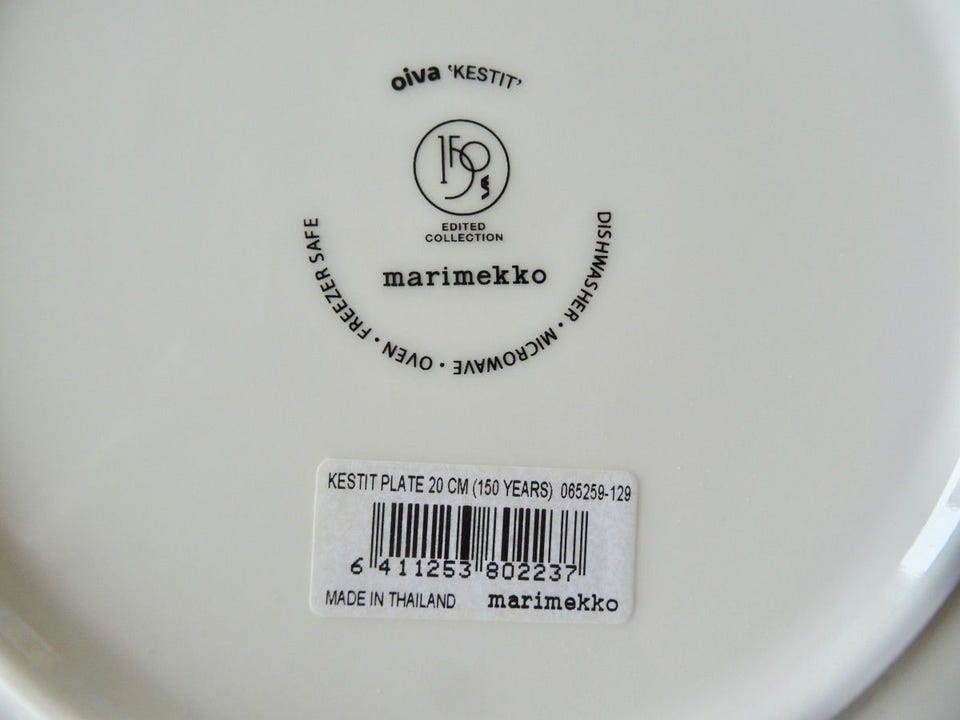 oiva 'KESTIT'
150
EDITED
COLLECTION
marimekko
DISHWASHER • MICROWAVE • OVEN • FREEZER SAFE
KESTIT PLATE 20 CM (150 YEARS) 065259-129
6 411253 802237
MADE IN THAILAND marimekko